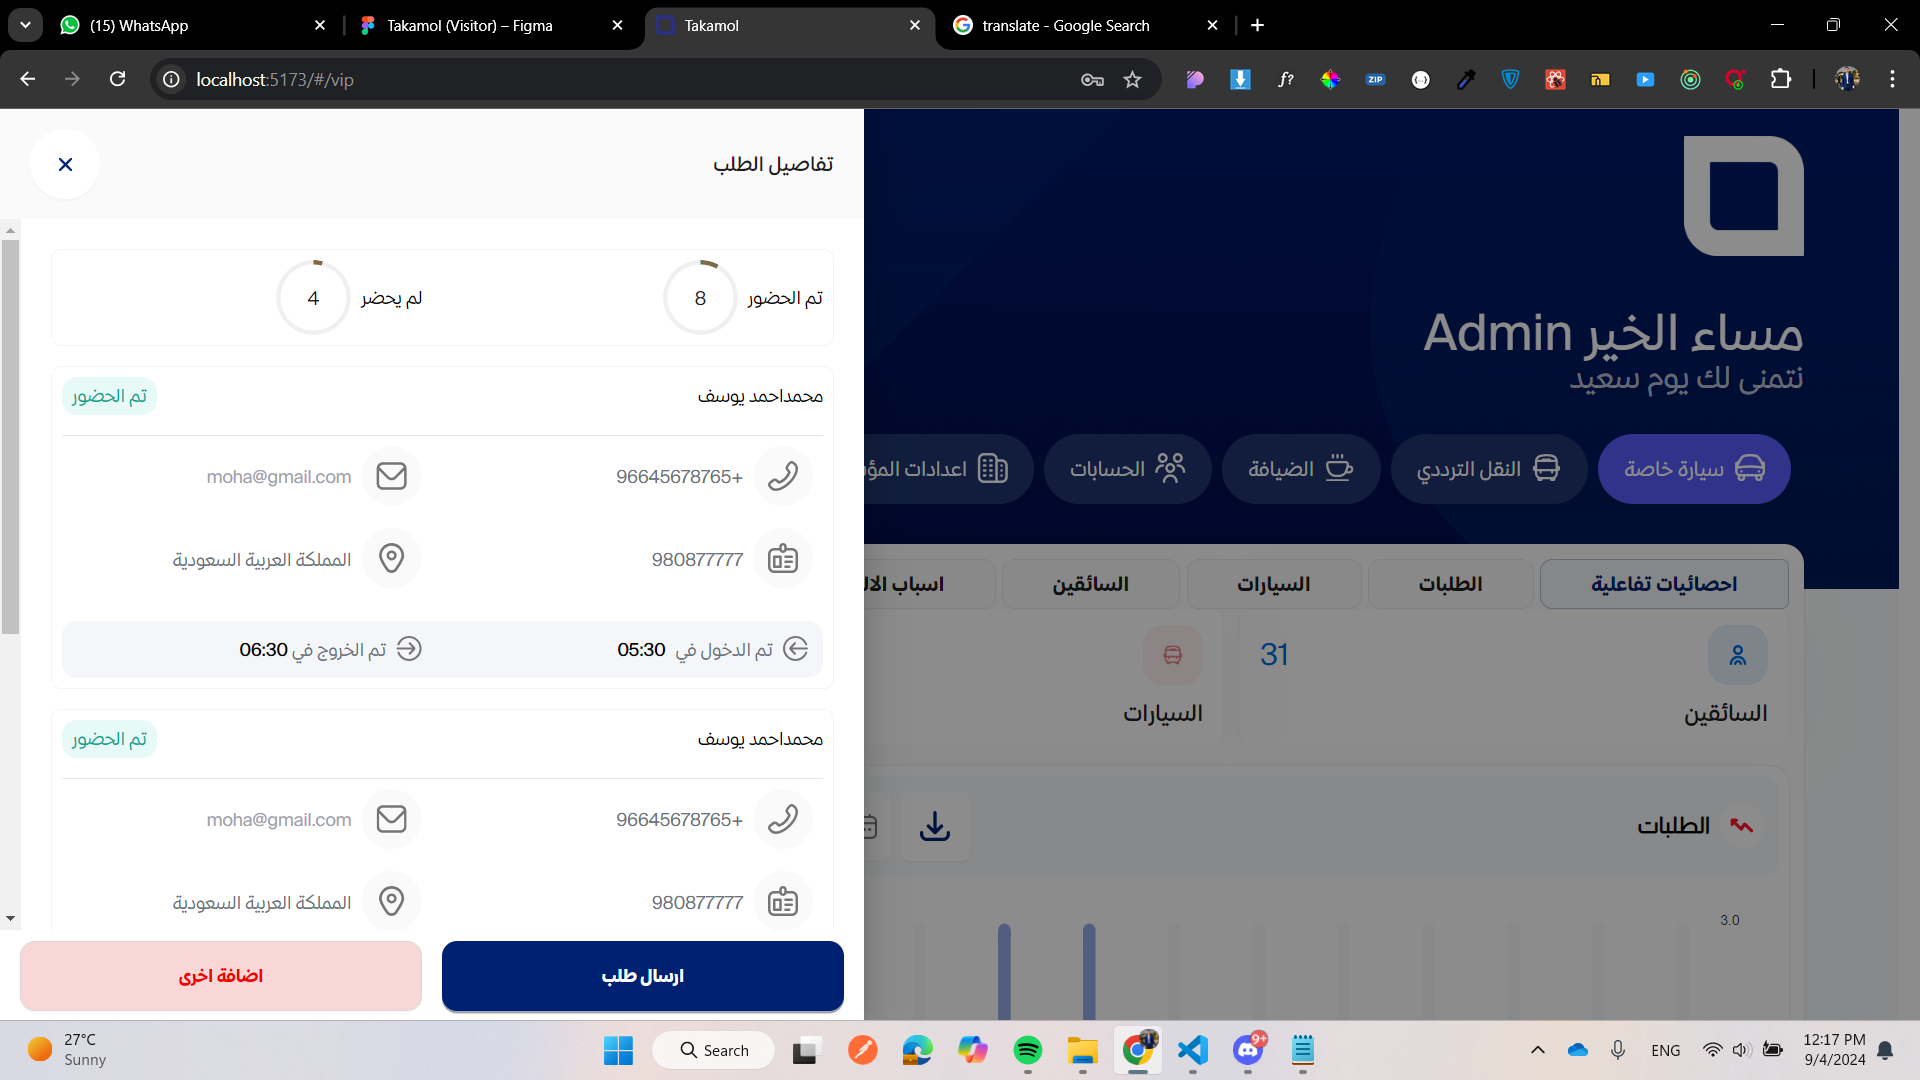 (15) WhatsApp
Takamol (Visitor) – Figma
Takamol
translate - Google Search
localhost:5173/#/vip
ZIP
f?
تفاصيل الطلب
تم الحضور
8
لم يحضر
4
محمداحمد يوسف
تم الحضور
+96645678765
moha@gmail.com
980877777
المملكة العربية السعودية
تم الدخول في 05:30
تم الخروج في 06:30
محمداحمد يوسف
تم الحضور
+96645678765
moha@gmail.com
980877777
المملكة العربية السعودية
ارسال طلب
اضافة اخرى
مساء الخير Admin
نتمنى لك يوم سعيد
سيارة خاصة
النقل الترددي
الضيافة
الحسابات
اعدادات
احصائيات تفاعلية
الطلبات
السيارات
السائقين
اسباب
31
السائقين
السيارات
الطلبات
3.0
27°C
Sunny
Search
9+
ENG
12:17 PM
9/4/2024